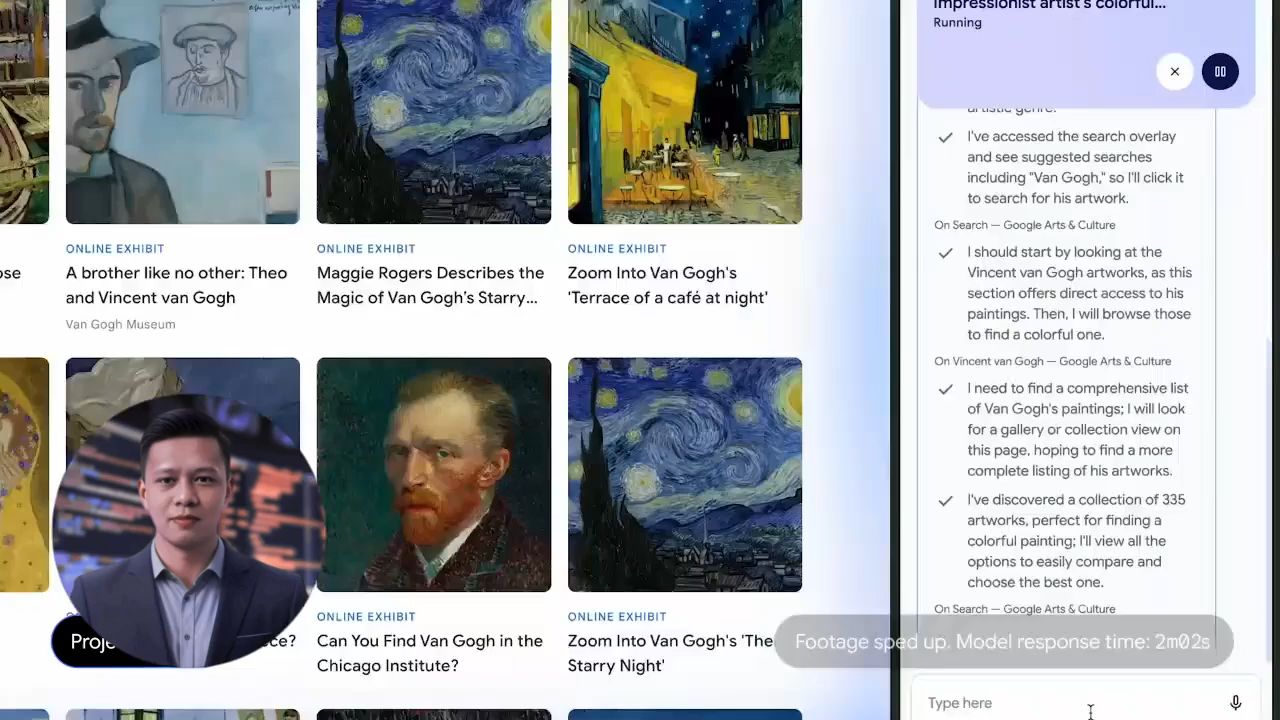 ose
ONLINE EXHIBIT
A brother like no other: Theo
and Vincent van Gogh
Van Gogh Museum
ONLINE EXHIBIT
Maggie Rogers Describes the
Magic of Van Gogh's Starry...
ONLINE EXHIBIT
Zoom Into Van Gogh's
'Terrace of a café at night'
Proje
ce?
ONLINE EXHIBIT
Can You Find Van Gogh in the
Chicago Institute?
ONLINE EXHIBIT
Zoom Into Van Gogh's 'The
Starry Night'
Impressionist artist's colorful...
Running
artistic genre.
I've accessed the search overlay
and see suggested searches
including "Van Gogh," so I'll click it
to search for his artwork.
On Search — Google Arts & Culture
I should start by looking at the
Vincent van Gogh artworks, as this
section offers direct access to his
paintings. Then, I will browse those
to find a colorful one.
On Vincent van Gogh — Google Arts & Culture
I need to find a comprehensive list
of Van Gogh's paintings; I will look
for a gallery or collection view on
this page, hoping to find a more
complete listing of his artworks.
I've discovered a collection of 335
artworks, perfect for finding a
colorful painting; I'll view all the
options to easily compare and
choose the best one.
On Search — Google Arts & Culture
Footage sped up. Model response time: 2m02s
Type here